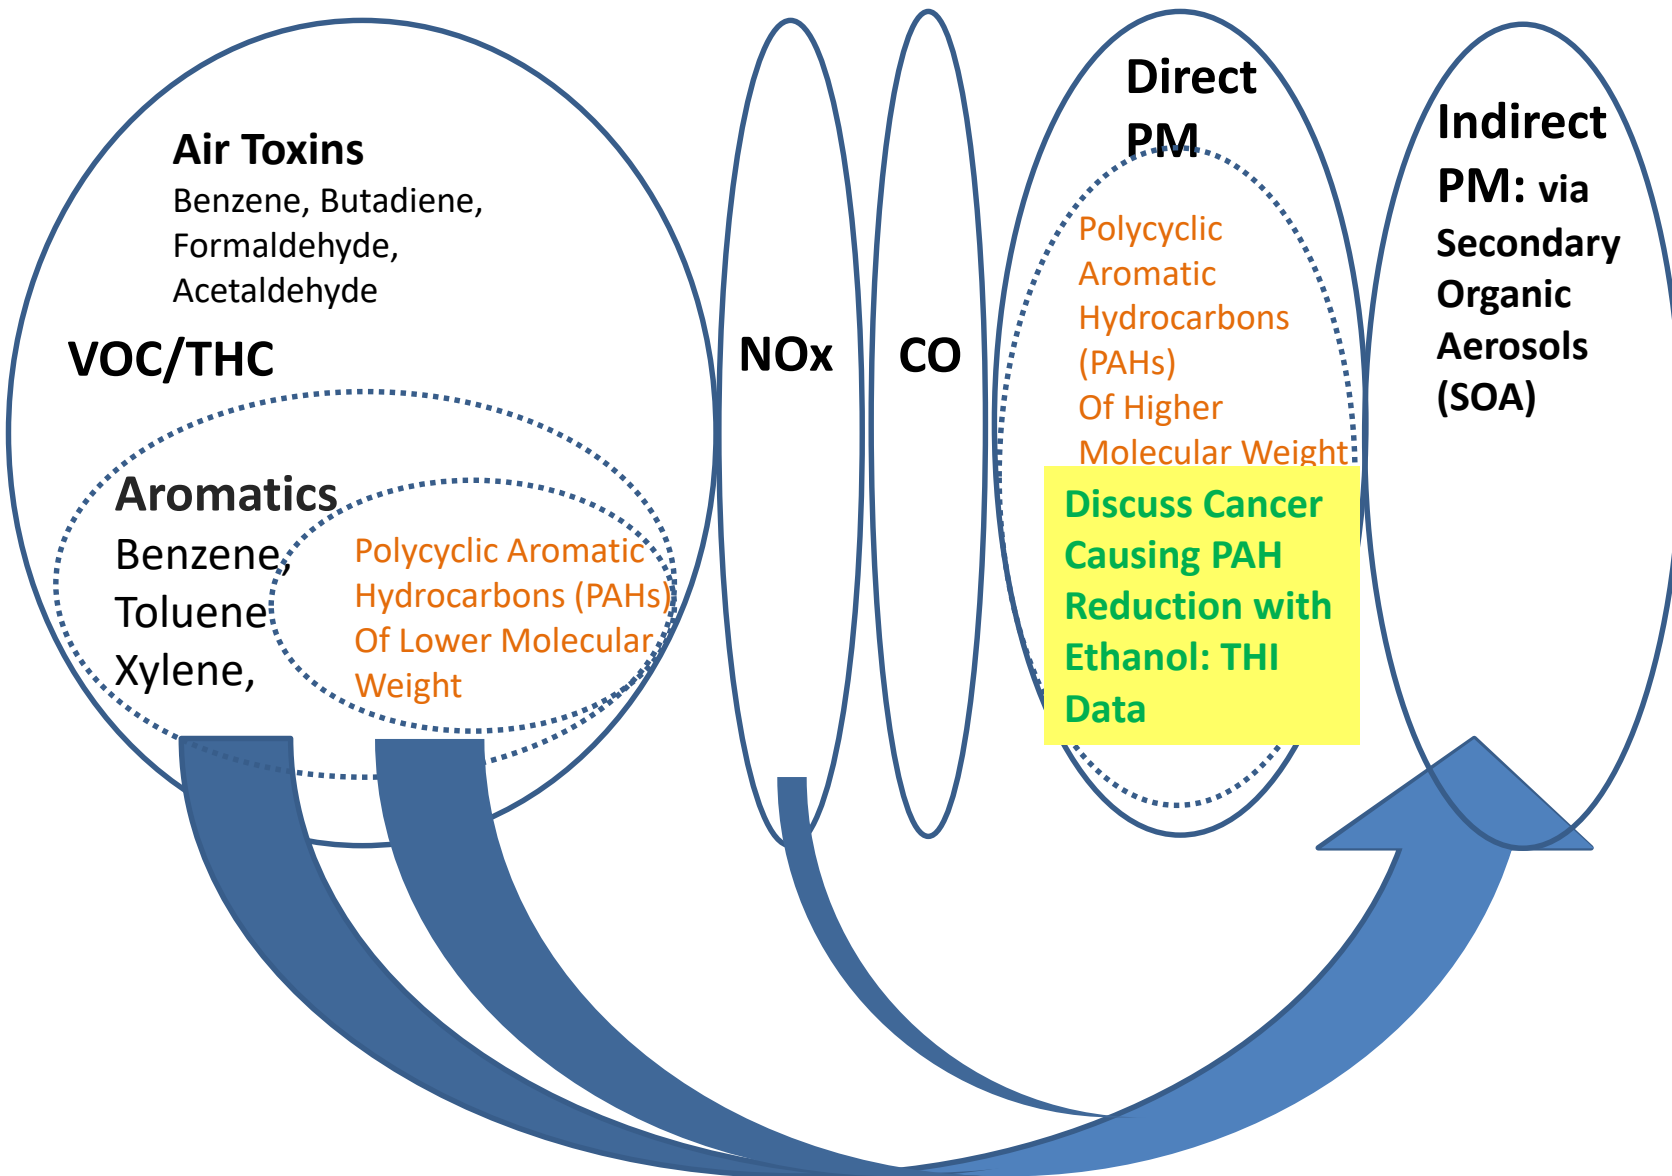 Air Toxins
Benzene, Butadiene,
Formaldehyde,
Acetaldehyde
VOC/THC
Aromatics
Benzene,
Toluene
Xylene,
Polycyclic Aromatic
Hydrocarbons (PAHs)
Of Lower Molecular
Weight
NOx
CO
Direct
PM
Polycyclic
Aromatic
Hydrocarbons
(PAHs)
Of Higher
Molecular Weight
Discuss Cancer
Causing PAH
Reduction with
Ethanol: THI
Data
Indirect
PM: via
Secondary
Organic
Aerosols
(SOA)